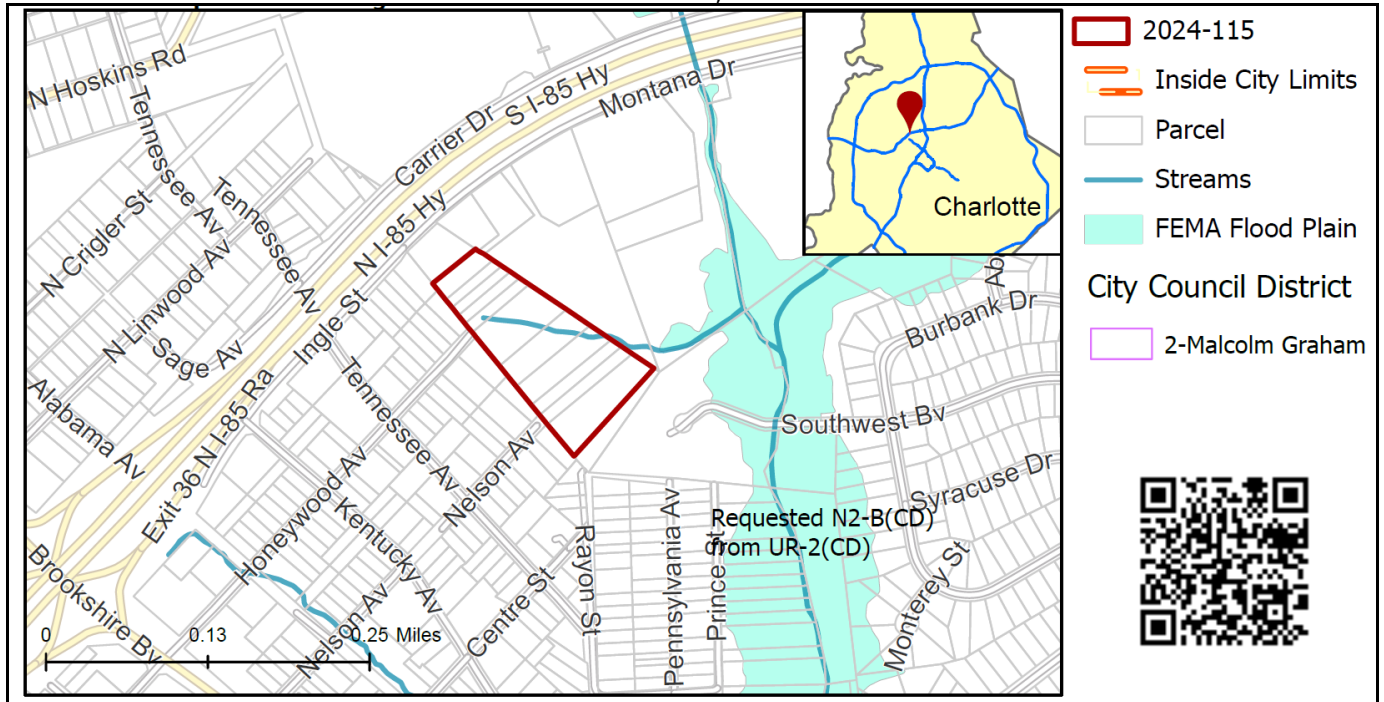 N Hoskins Rd
Tennessee Av
N Crigler St
N Linwood Av
Tennessee Av
Sage Av
Alabama Av
Carrier Dr
S I-85 Hy
Montana Dr
N I-85 Hy
Ingle St
Exit 36 N I-85 Ra
Tennessee Av
Honeywood Av
Kentucky Av
Nelson Av
Nelson Av
Centre St
Brookshire Bv
Rayon St
Pennsylvania Av
Prince St
Southwest Bv
Burbank Dr
Ab
Syracuse Dr
Monterey St
Requested N2-B(CD)
from UR-2(CD)
0 0.13 0.25 Miles
Charlotte
2024-115
Inside City Limits
Parcel
Streams
FEMA Flood Plain
City Council District
2-Malcolm Graham